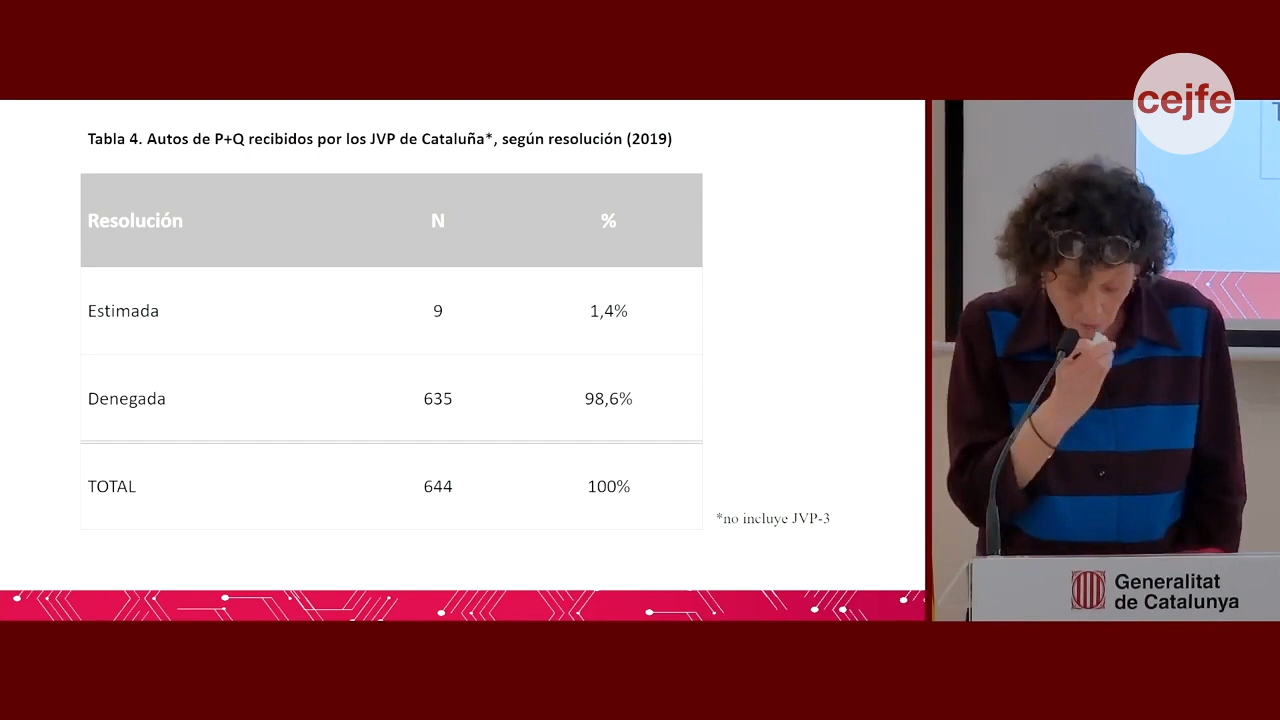 cejfe
Tabla 4. Autos de P+Q recibidos por los JVP de Cataluña*, según resolución (2019)
Resolución N %
Estimada 9 1,4%
Denegada 635 98,6%
TOTAL 644 100%
*no incluye JVP-3
Generalitat
de Catalunya